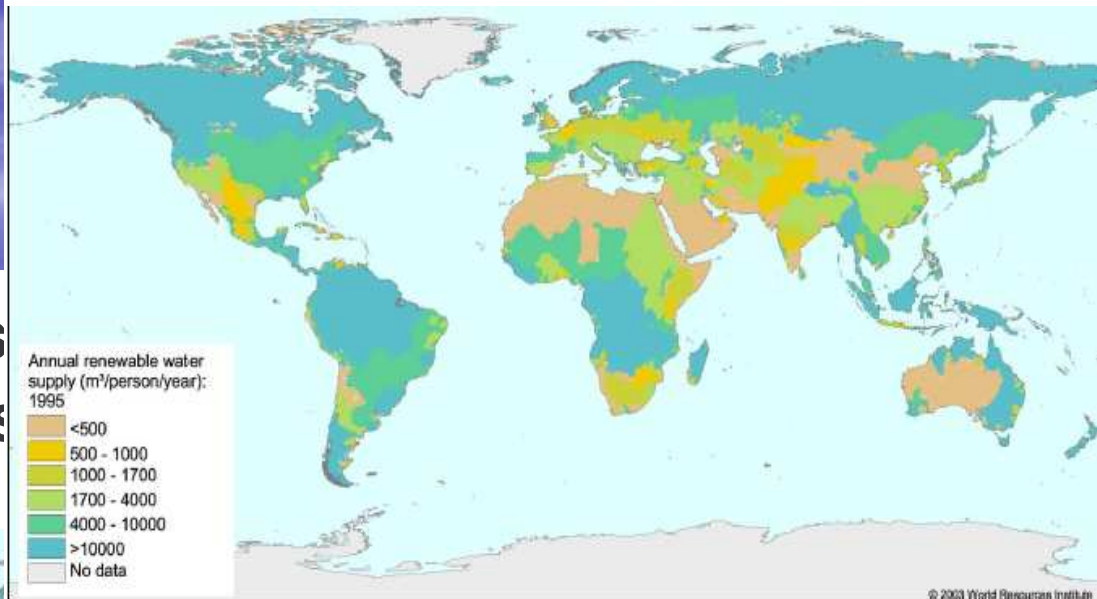 Annual renewable water
supply (m³/person/year):
1995
<500
500 - 1000
1000 - 1700
1700 - 4000
4000 - 10000
>10000
No data
© 2003 World Resources Institute